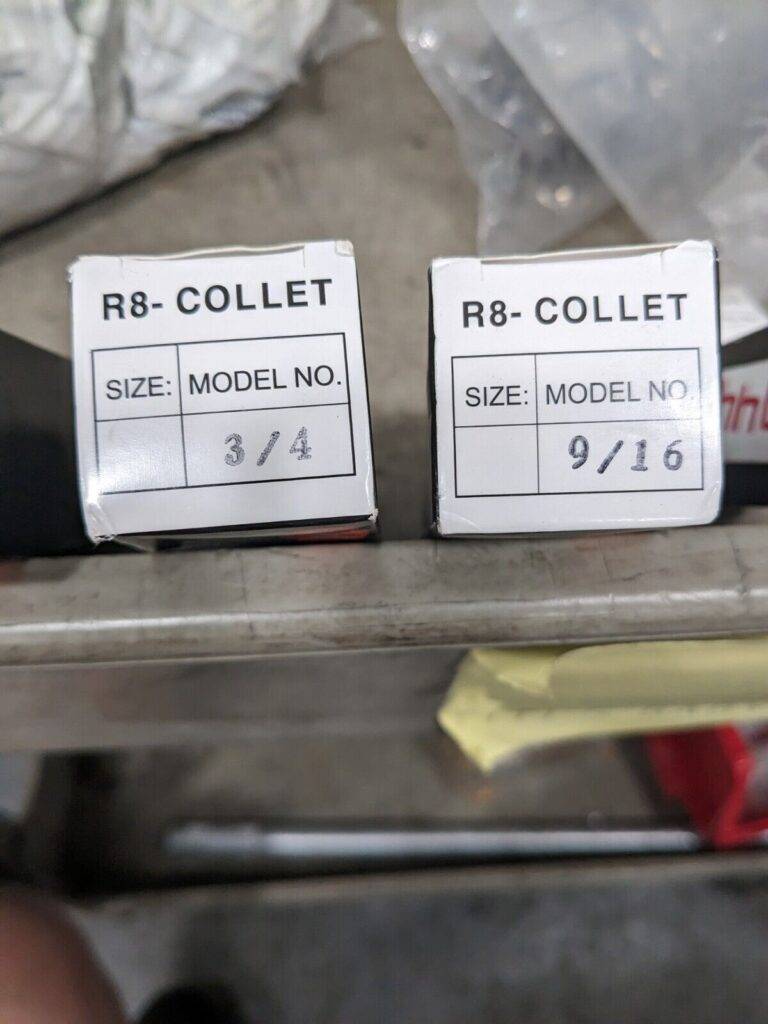 R8- COLLET
SIZE: MODEL NO.
3/4
R8- COLLET
SIZE: MODEL NO
9/16